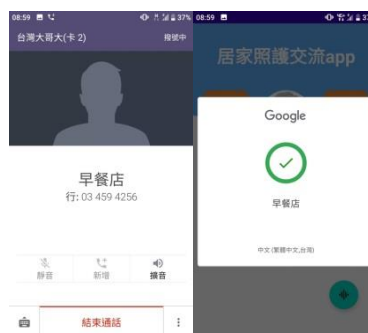 08:59
37%
台灣大哥大(卡 2)
撥號中
早餐店
行: 03 459 4256
靜音
新增
擴音
結束通話
08:59
居家照護交流app
Google
早餐店
中文 (繁體中文,台灣)